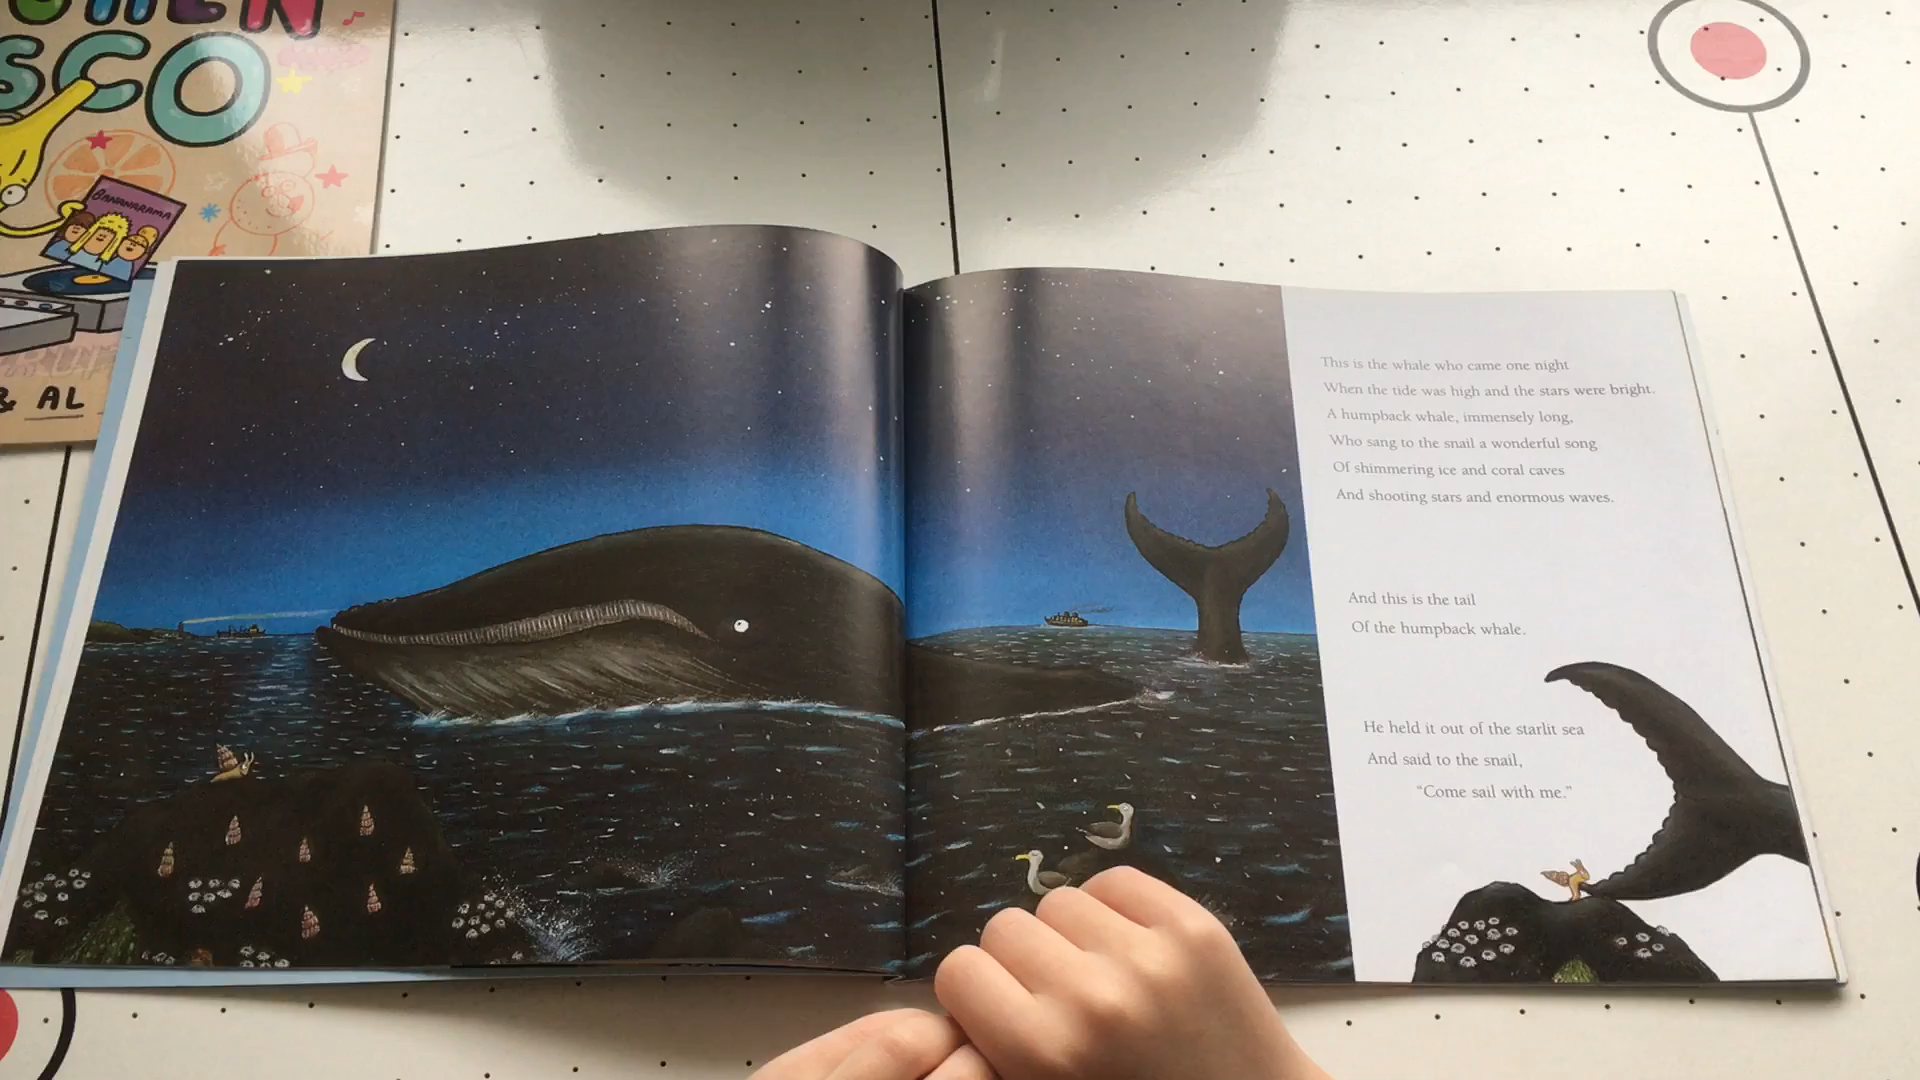 SCO
BANANARAMA
& AL
This is the whale who came one night
When the tide was high and the stars were bright.
A humpback whale, immensely long,
Who sang to the snail a wonderful song
Of shimmering ice and coral caves
And shooting stars and enormous waves.
And this is the tail
Of the humpback whale.
He held it out of the starlit sea
And said to the snail,
“Come sail with me.”